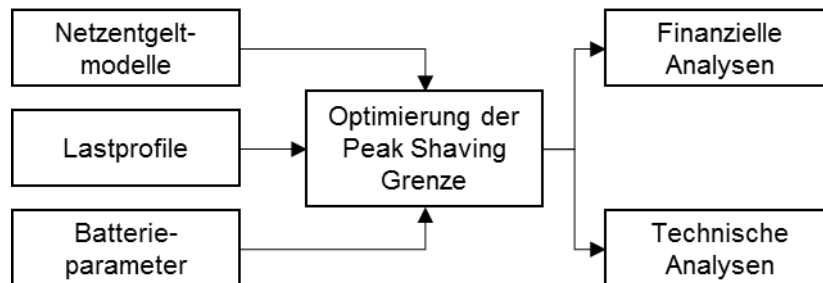 Netzentgelt-
modelle
Lastprofile
Batterie-
parameter
Optimierung der
Peak Shaving
Grenze
Finanzielle
Analysen
Technische
Analysen